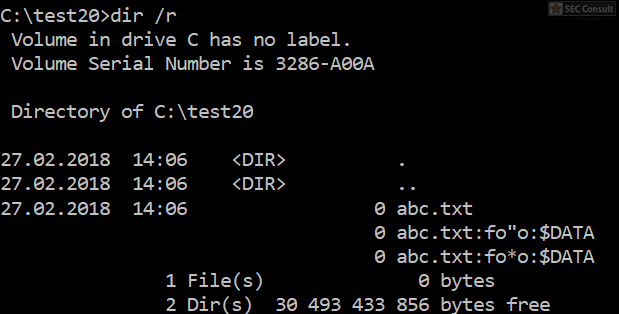 SEC Consult
C:\test20>dir /r
Volume in drive C has no label.
Volume Serial Number is 3286-A00A
Directory of C:\test20
27.02.2018  14:06    <DIR>          .
27.02.2018  14:06    <DIR>          ..
27.02.2018  14:06                 0 abc.txt
0 abc.txt:fo"o:$DATA
0 abc.txt:fo*o:$DATA
1 File(s)              0 bytes
2 Dir(s)  30 493 433 856 bytes free